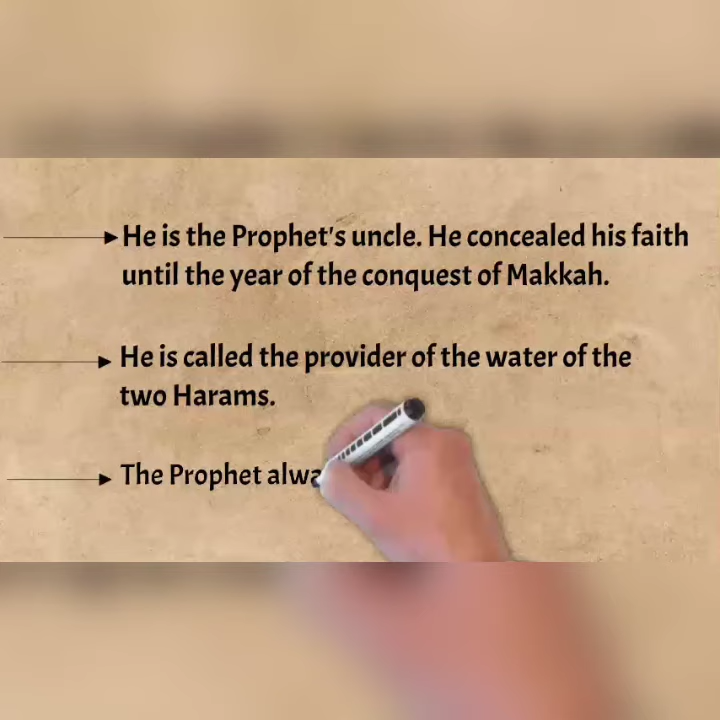 He is the Prophet's uncle. He concealed his faith
until the year of the conquest of Makkah.
He is called the provider of the water of the
two Harams.
The Prophet alwa